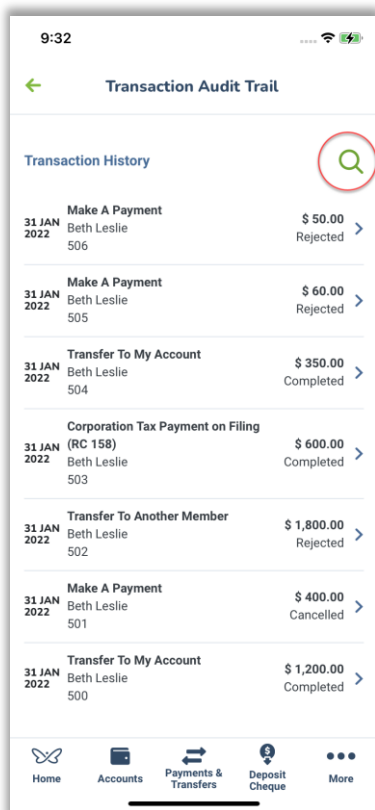 9:32
Transaction Audit Trail
Transaction History
Make A Payment
31 JAN 2022
Beth Leslie
506
$ 50.00
Rejected
Make A Payment
31 JAN 2022
Beth Leslie
505
$ 60.00
Rejected
Transfer To My Account
31 JAN 2022
Beth Leslie
504
$ 350.00
Completed
Corporation Tax Payment on Filing
(RC 158)
31 JAN 2022
Beth Leslie
503
$ 600.00
Completed
Transfer To Another Member
31 JAN 2022
Beth Leslie
502
$ 1,800.00
Rejected
Make A Payment
31 JAN 2022
Beth Leslie
501
$ 400.00
Cancelled
Transfer To My Account
31 JAN 2022
Beth Leslie
500
$ 1,200.00
Completed
Home
Accounts
Payments &
Transfers
Deposit
Cheque
More